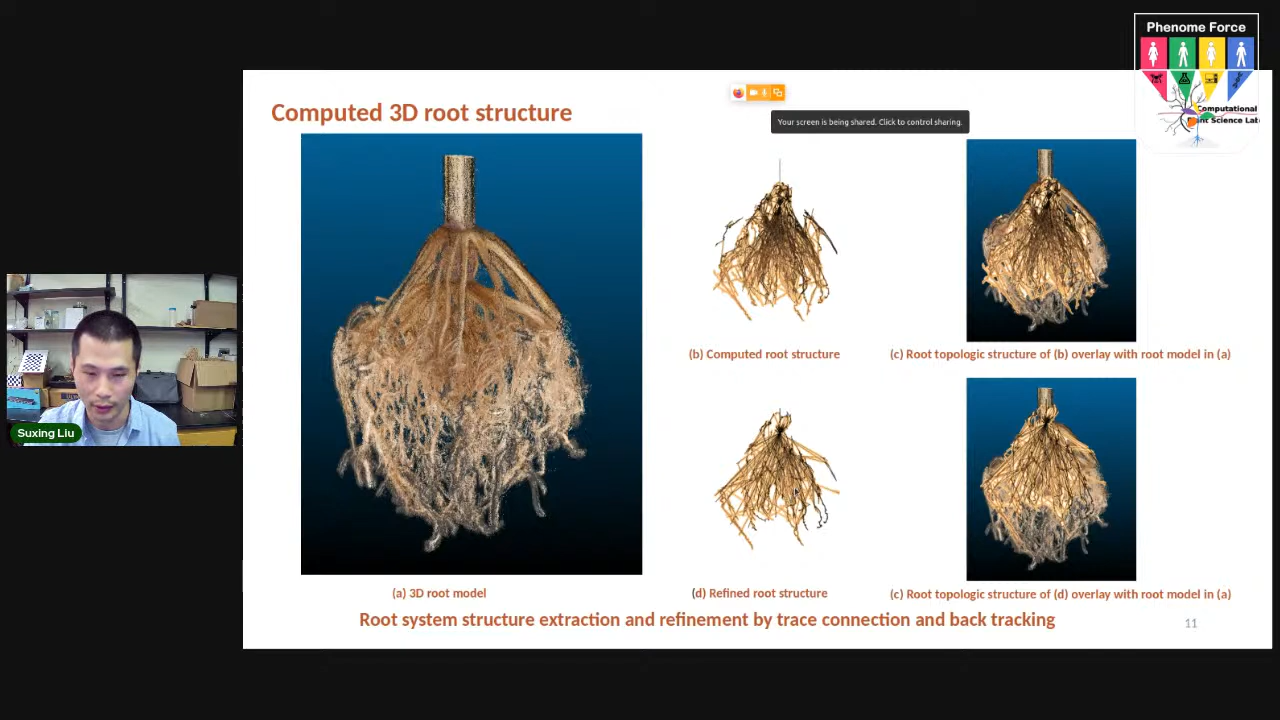 Phenome Force
Computational
Plant Science Lab
Computed 3D root structure
Your screen is being shared. Click to control sharing.
(b) Computed root structure
(c) Root topologic structure of (b) overlay with root model in (a)
Suxing Liu
(a) 3D root model
(d) Refined root structure
(c) Root topologic structure of (d) overlay with root model in (a)
Root system structure extraction and refinement by trace connection and back tracking
11